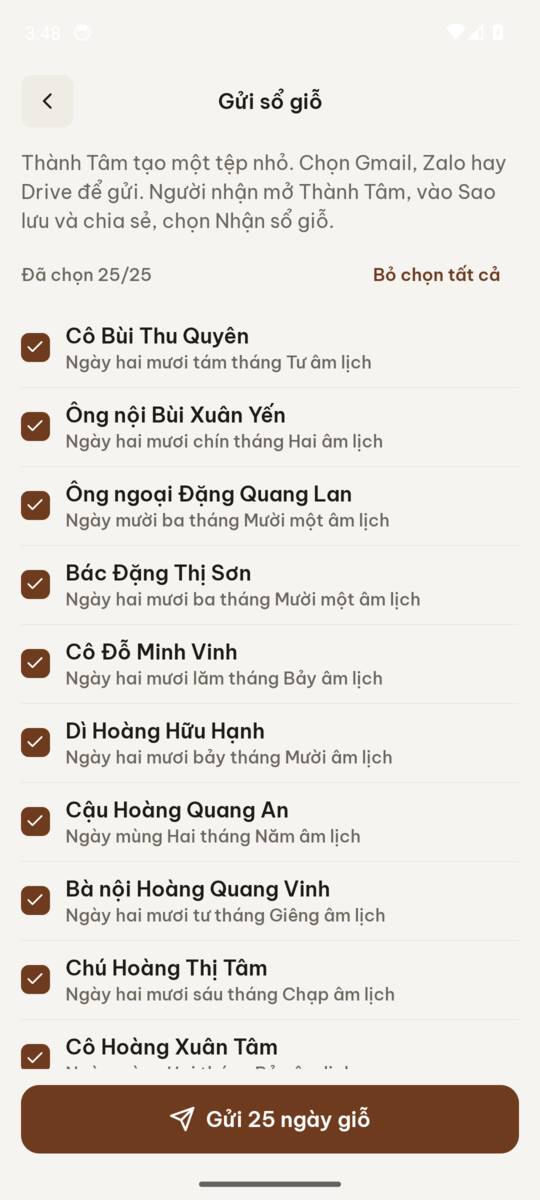 3:48
Gửi sổ giỗ
Thành Tâm tạo một tệp nhỏ. Chọn Gmail, Zalo hay
Drive để gửi. Người nhận mở Thành Tâm, vào Sao
lưu và chia sẻ, chọn Nhận sổ giỗ.
Đã chọn 25/25
Bỏ chọn tất cả
Cô Bùi Thu Quyên
Ngày hai mươi tám tháng Tư âm lịch
Ông nội Bùi Xuân Yến
Ngày hai mươi chín tháng Hai âm lịch
Ông ngoại Đặng Quang Lan
Ngày mười ba tháng Mười một âm lịch
Bác Đặng Thị Sơn
Ngày hai mươi ba tháng Mười một âm lịch
Cô Đỗ Minh Vinh
Ngày hai mươi lăm tháng Bảy âm lịch
Dì Hoàng Hữu Hạnh
Ngày hai mươi bảy tháng Mười âm lịch
Cậu Hoàng Quang An
Ngày mùng Hai tháng Năm âm lịch
Bà nội Hoàng Quang Vinh
Ngày hai mươi tư tháng Giêng âm lịch
Chú Hoàng Thị Tâm
Ngày hai mươi sáu tháng Chạp âm lịch
Cô Hoàng Xuân Tâm
Gửi 25 ngày giỗ